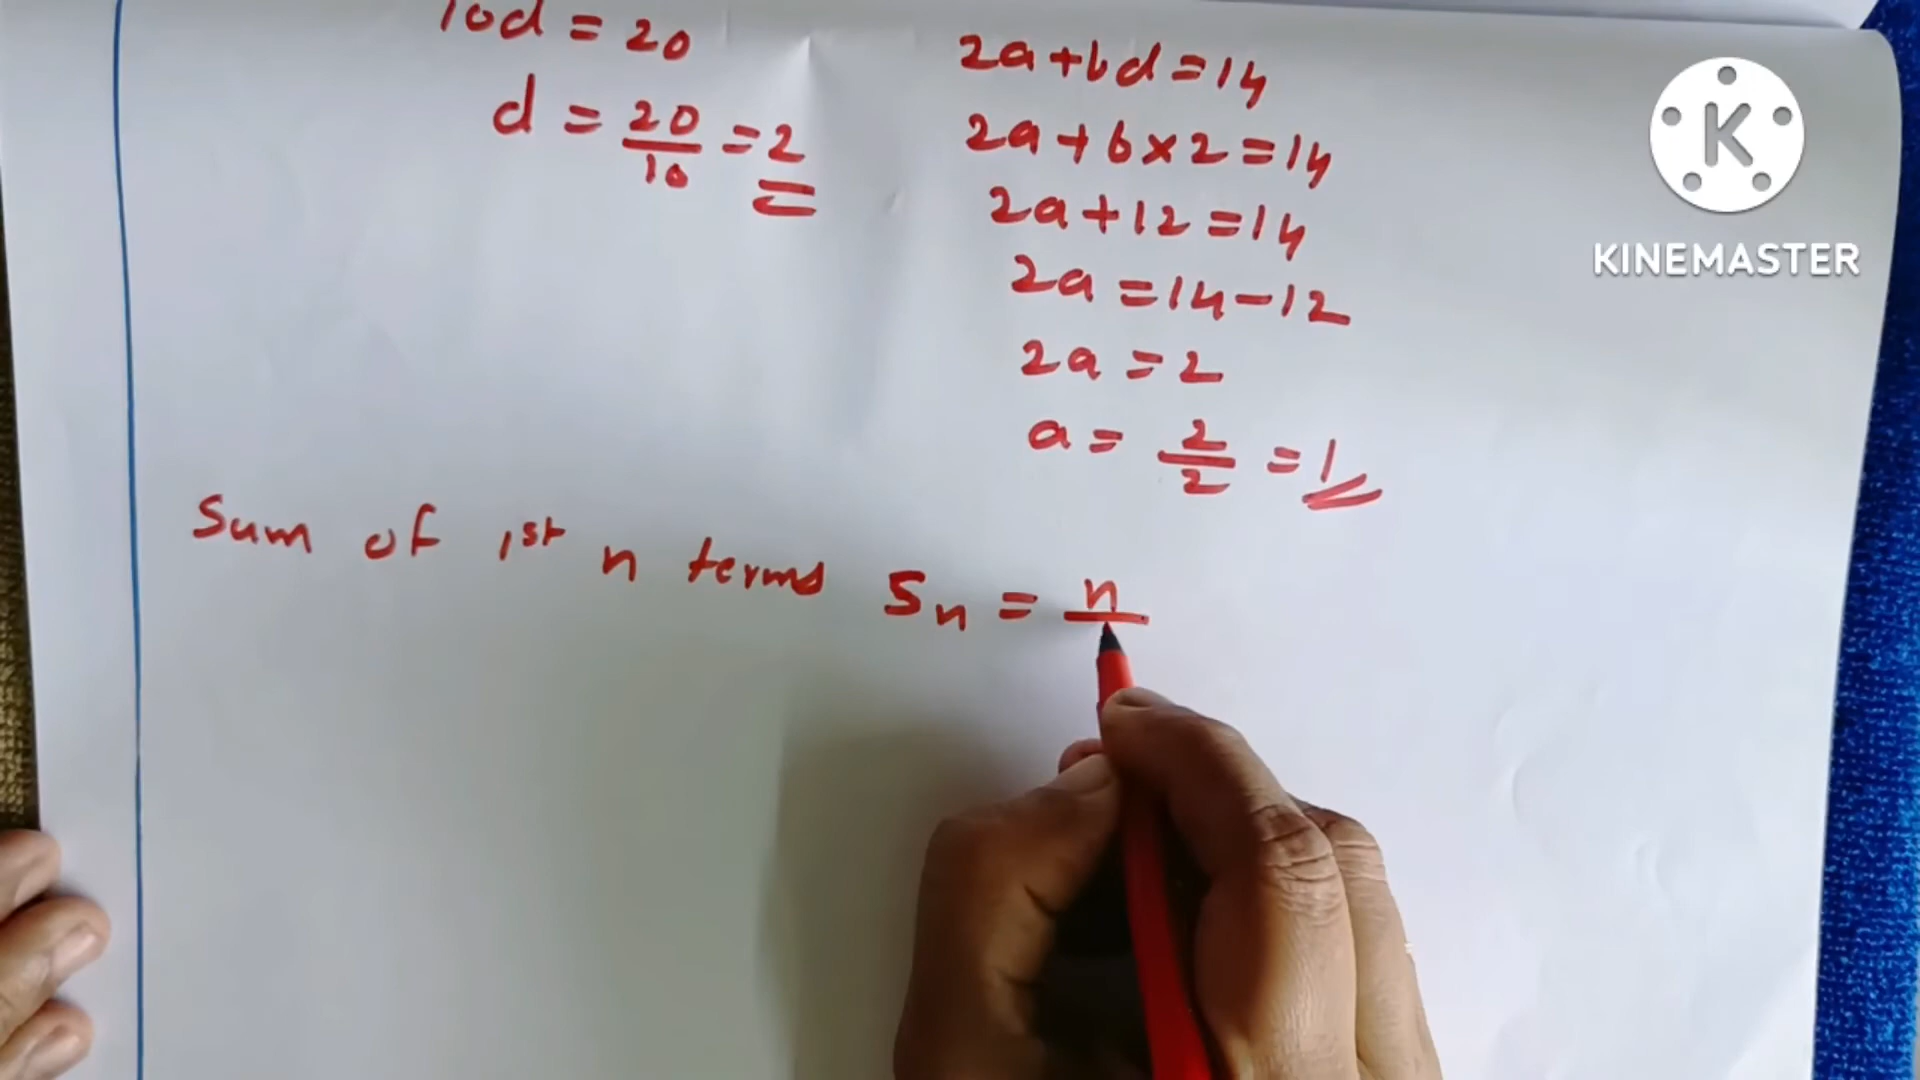 10d = 20
d = 20/10 = 2
2a+6d=14
2a+6×2=14
2a+12=14
2a=14-12
2a=2
a= 2/2 =1
Sum of 1st n terms Sn = n
K
KINEMASTER